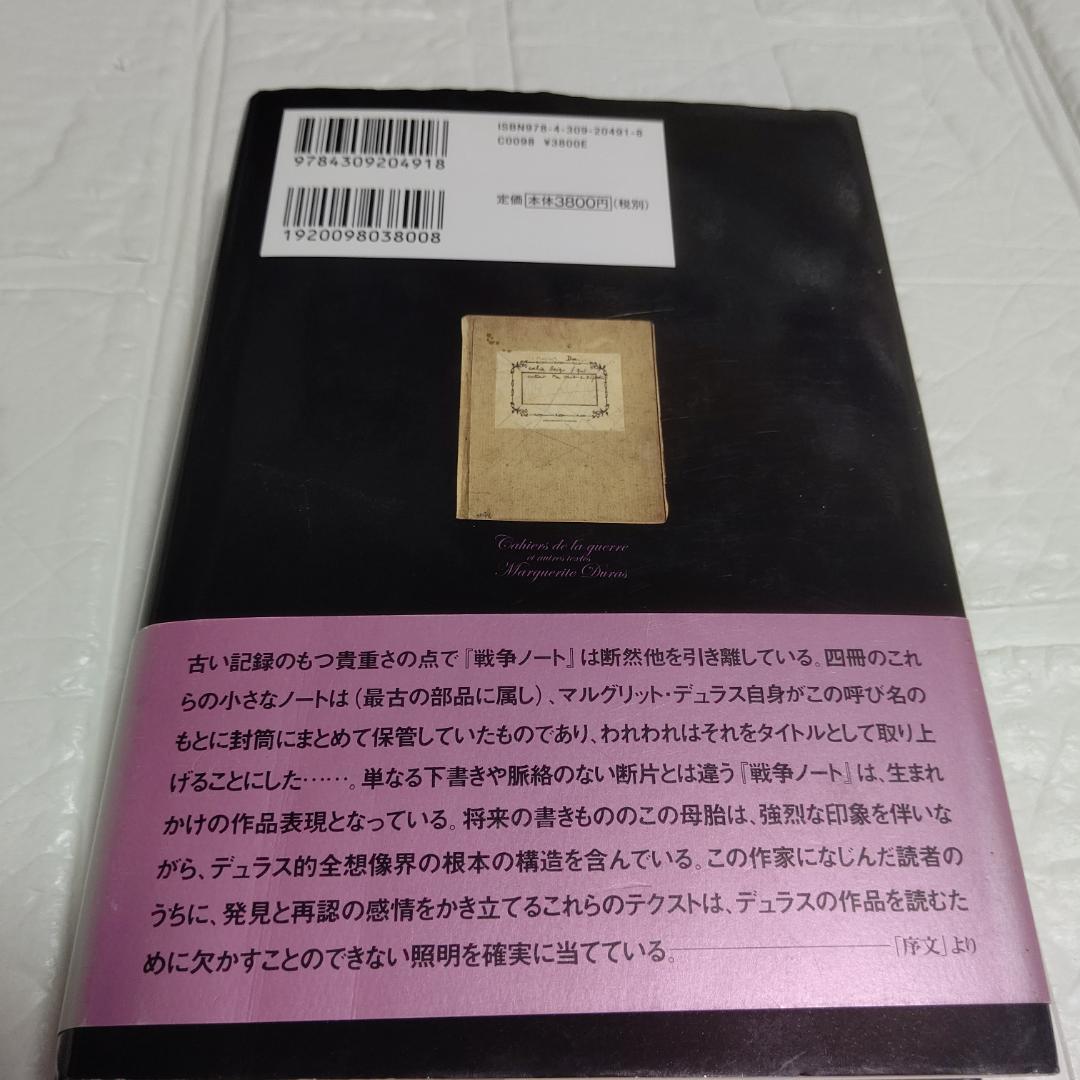 ISBN978-4-309-20491-8
C0098 ¥3800E
9784309204918
定価 本体3800円(税別)
1920098038008
Cahiers de la guerre
et autres textes
Marguerite Duras
古い記録のもつ貴重さの点で『戦争ノート』は断然他を引き離している。四冊のこれ
らの小さなノートは(最古の部品に属し)、マルグリット・デュラス自身がこの呼び名の
もとに封筒にまとめて保管していたものであり、われわれはそれをタイトルとして取り上
げることにした……。単なる下書きや脈絡のない断片とは違う『戦争ノート』は、生まれ
かけの作品表現となっている。将来の書きもののこの母胎は、強烈な印象を伴いな
がら、デュラス的全想像界の根本の構造を含んでいる。この作家になじんだ読者の
うちに、発見と再認の感情をかき立てるこれらのテクストは、デュラスの作品を読むた
めに欠かすことのできない照明を確実に当てている。――「序文」より